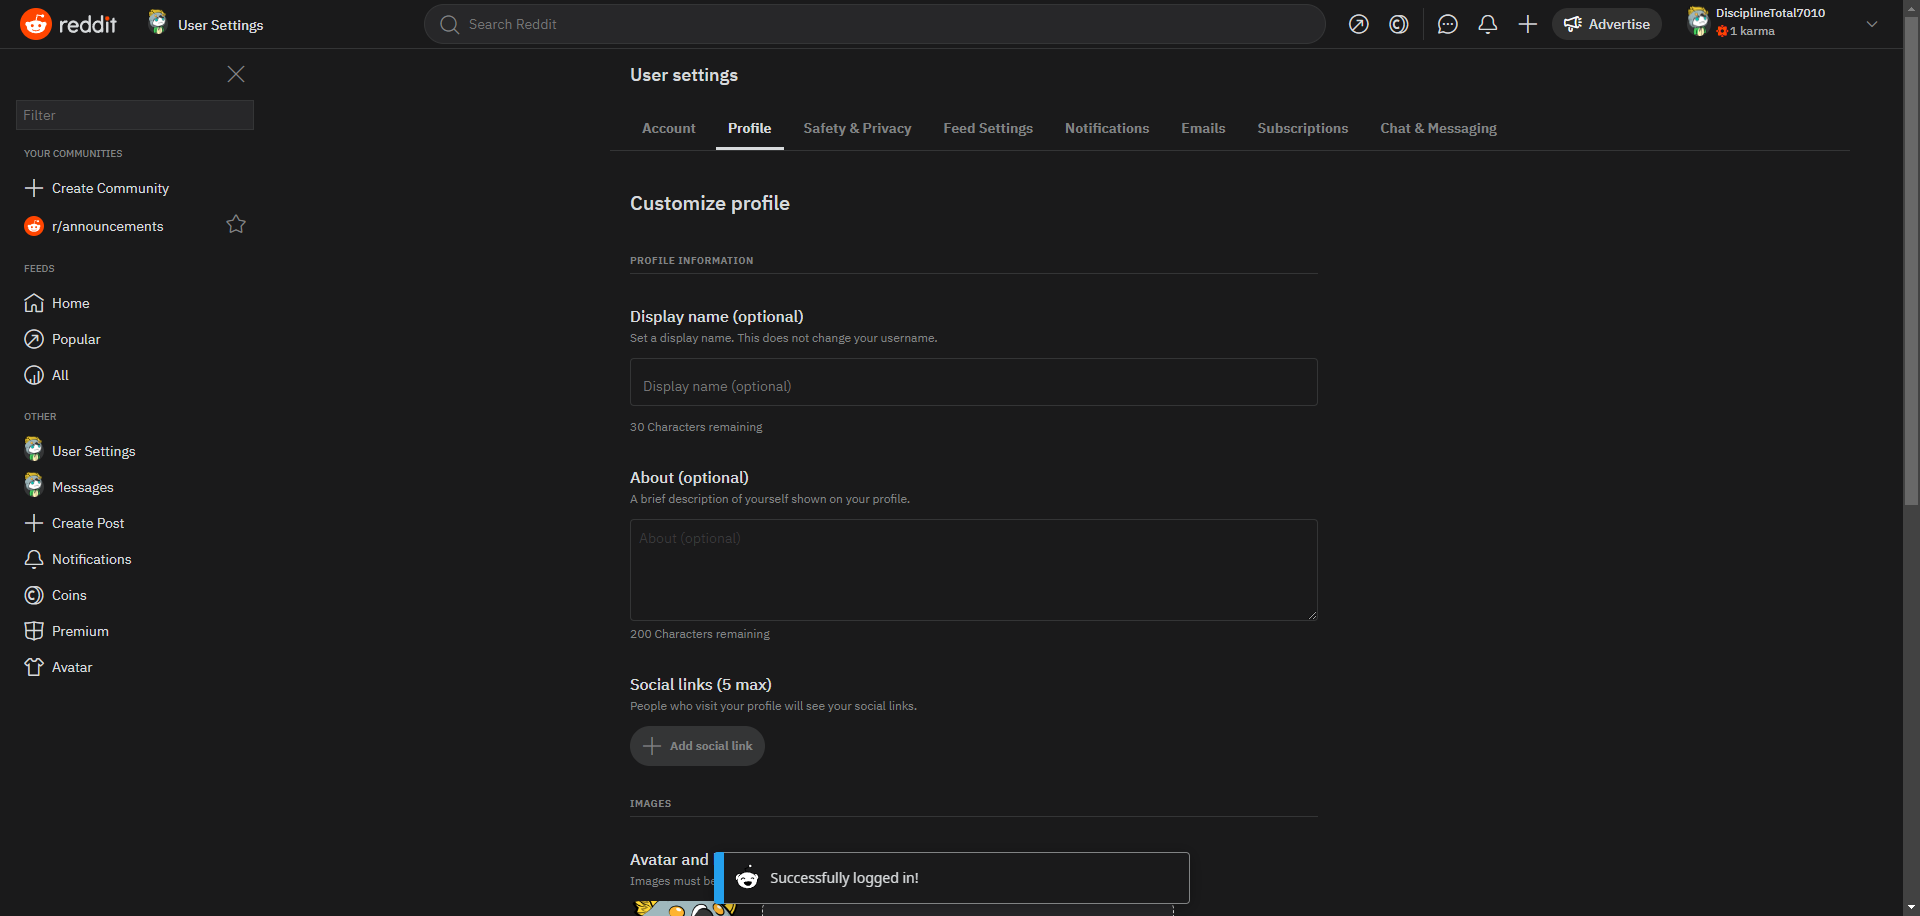 reddit
User Settings
Search Reddit
Advertise
DisciplineTotal7010
1 karma
Filter
YOUR COMMUNITIES
Create Community
r/announcements
FEEDS
Home
Popular
All
OTHER
User Settings
Messages
Create Post
Notifications
Coins
Premium
Avatar
User settings
Account
Profile
Safety & Privacy
Feed Settings
Notifications
Emails
Subscriptions
Chat & Messaging
Customize profile
PROFILE INFORMATION
Display name (optional)
Set a display name. This does not change your username.
Display name (optional)
30 Characters remaining
About (optional)
A brief description of yourself shown on your profile.
About (optional)
200 Characters remaining
Social links (5 max)
People who visit your profile will see your social links.
Add social link
IMAGES
Avatar and
Images must
Successfully logged in!